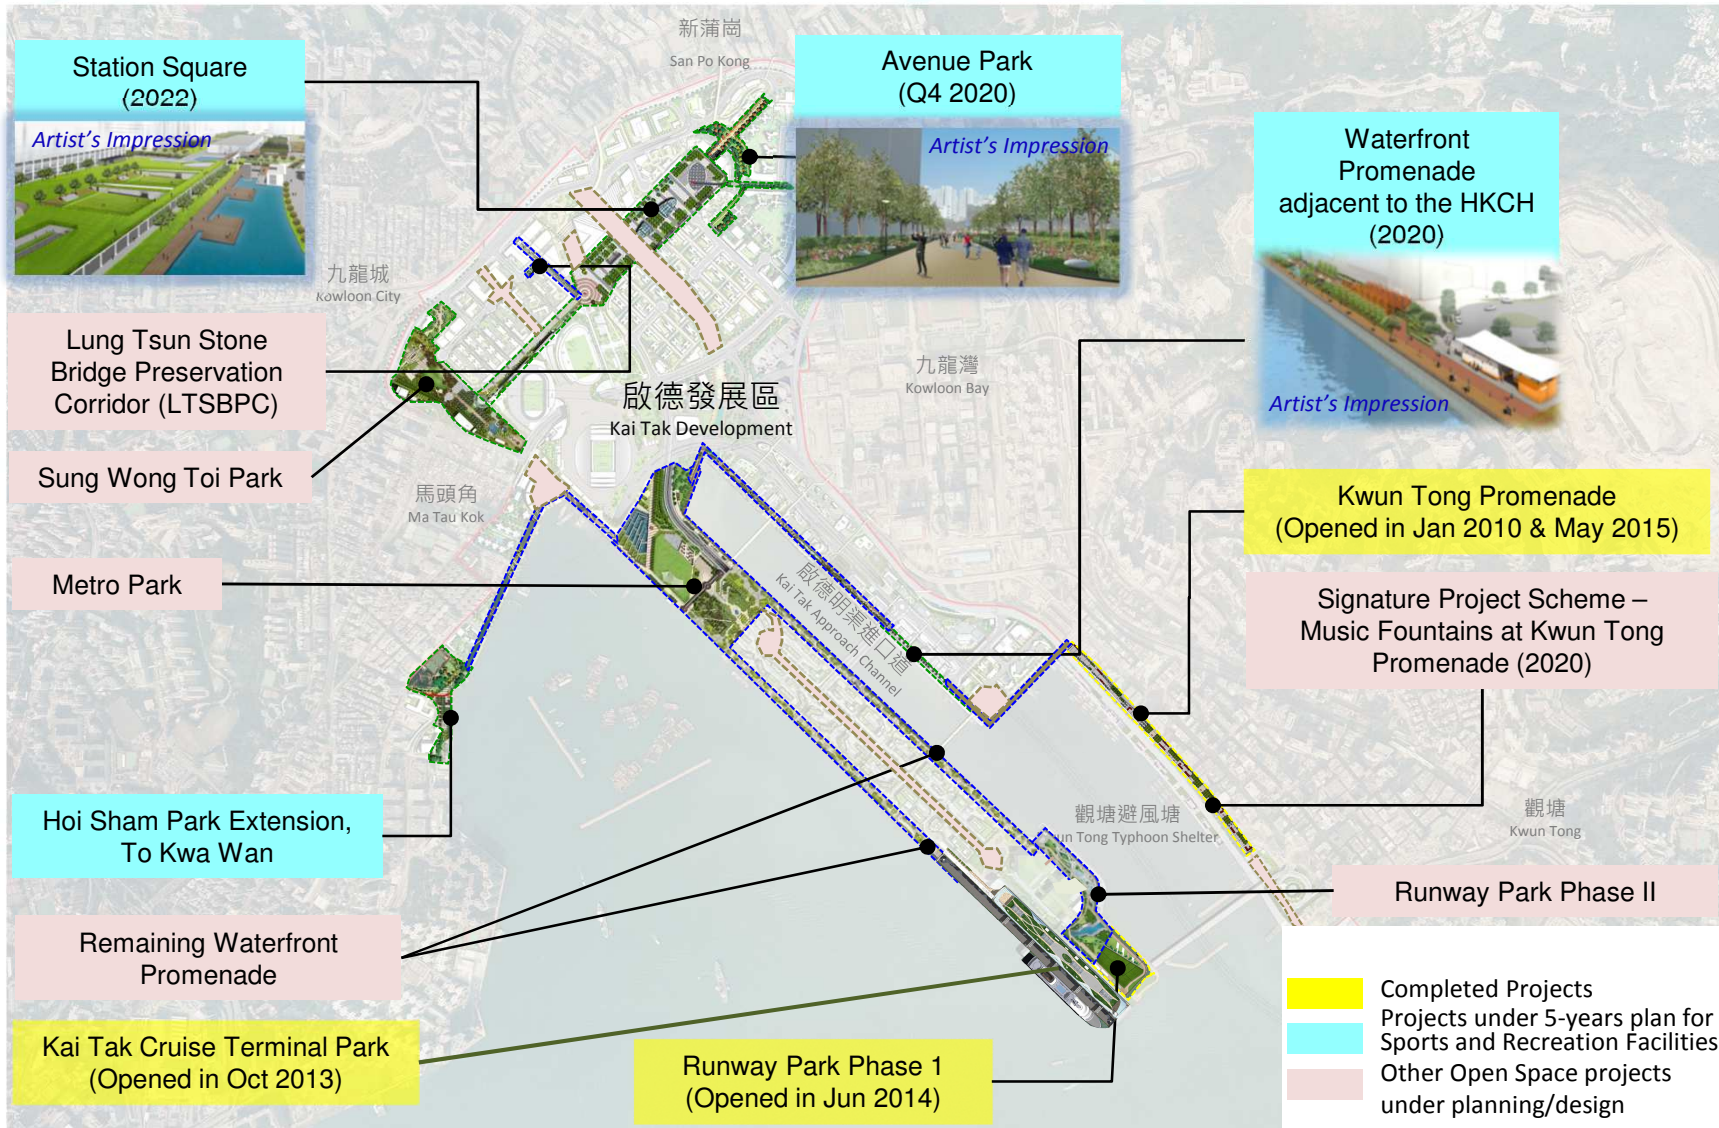 新蒲崗
San Po Kong
Station Square
(2022)
Artist's Impression
Avenue Park
(Q4 2020)
Artist's Impression
Waterfront
Promenade
adjacent to the HKCH
(2020)
Artist's Impression
九龍城
Kowloon City
Lung Tsun Stone
Bridge Preservation
Corridor (LTSBPC)
九龍灣
Kowloon Bay
啟德發展區
Kai Tak Development
Sung Wong Toi Park
馬頭角
Ma Tau Kok
Kwun Tong Promenade
(Opened in Jan 2010 & May 2015)
Metro Park
啟德明渠進口道
Kai Tak Approach Channel
Signature Project Scheme –
Music Fountains at Kwun Tong
Promenade (2020)
Hoi Sham Park Extension,
To Kwa Wan
觀塘避風塘
un Tong Typhoon Shelter
觀塘
Kwun Tong
Runway Park Phase II
Remaining Waterfront
Promenade
Kai Tak Cruise Terminal Park
(Opened in Oct 2013)
Runway Park Phase 1
(Opened in Jun 2014)
Completed Projects
Projects under 5-years plan for
Sports and Recreation Facilities
Other Open Space projects
under planning/design